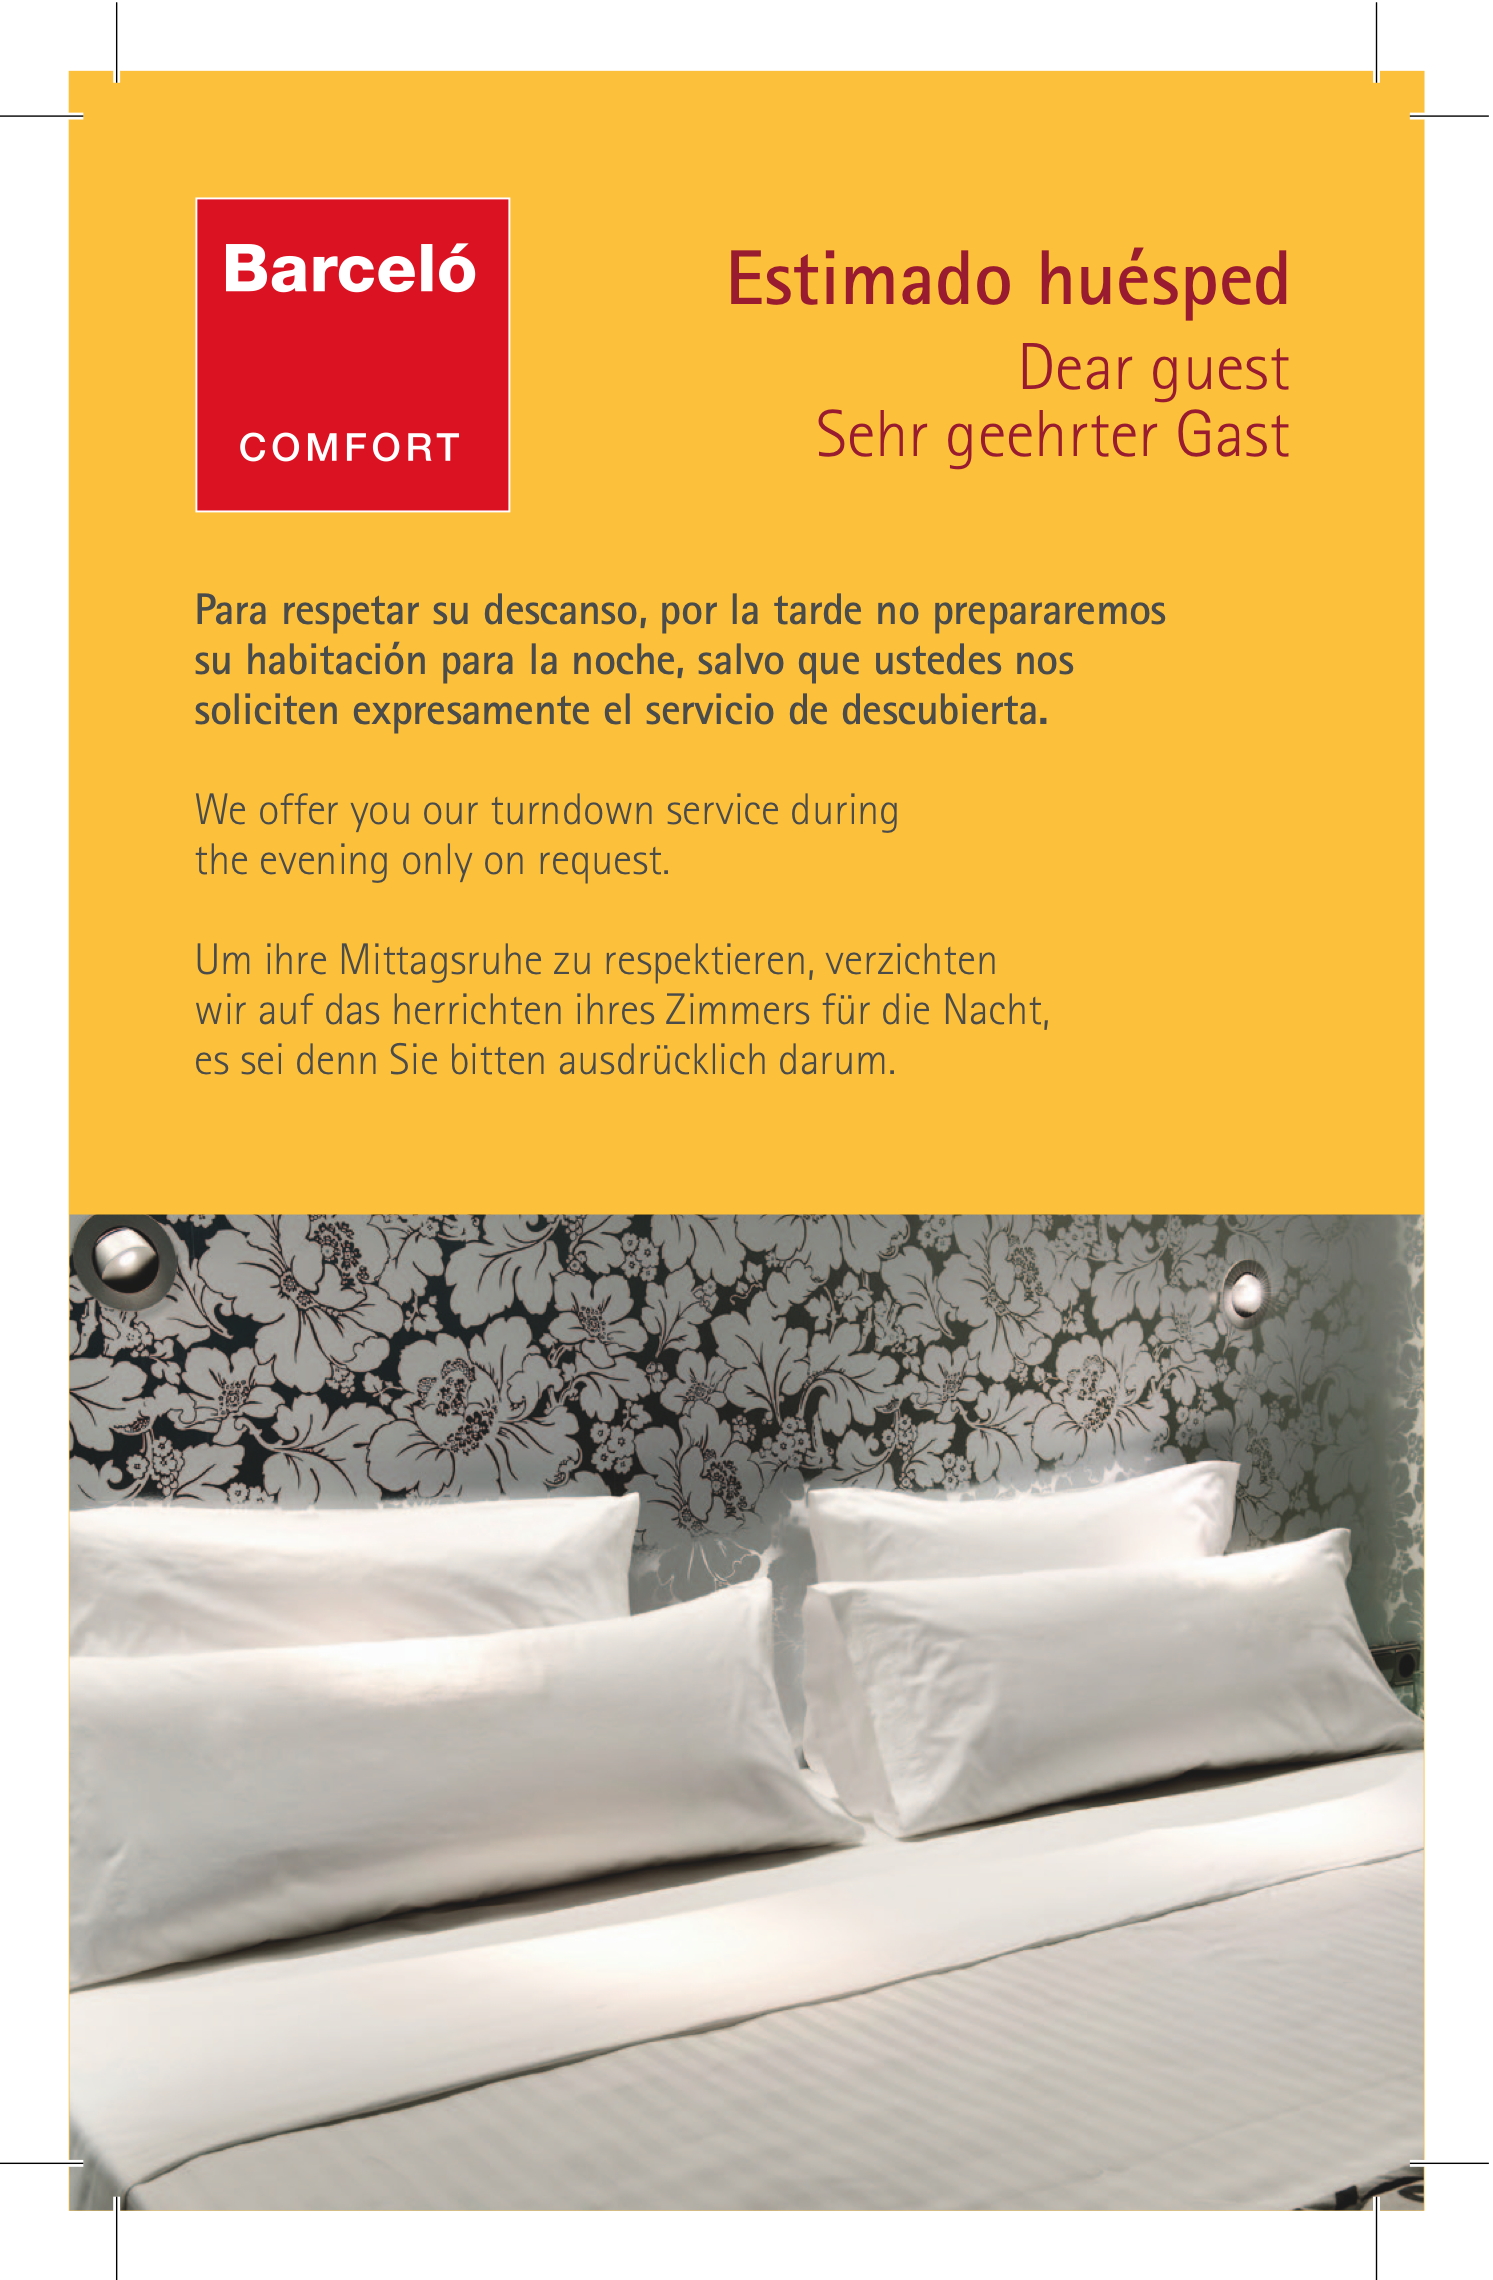 Barceló
COMFORT
Estimado huésped
Dear guest
Sehr geehrter Gast
Para respetar su descanso, por la tarde no prepararemos
su habitación para la noche, salvo que ustedes nos
soliciten expresamente el servicio de descubierta.
We offer you our turndown service during
the evening only on request.
Um ihre Mittagsruhe zu respektieren, verzichten
wir auf das herrichten ihres Zimmers für die Nacht,
es sei denn Sie bitten ausdrücklich darum.